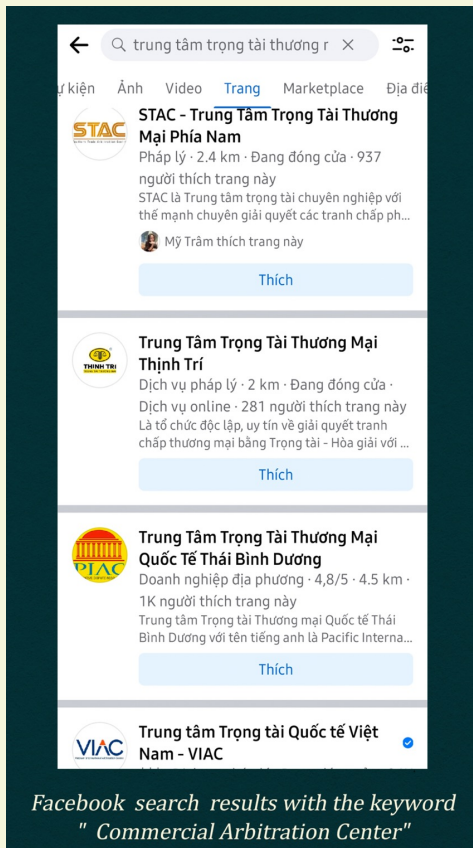 trung tâm trọng tài thương r
ự kiện Ảnh Video Trang Marketplace Địa điể
STAC
STAC - Trung Tâm Trọng Tài Thương
Mại Phía Nam
Pháp lý · 2.4 km · Đang đóng cửa · 937
người thích trang này
STAC là Trung tâm trọng tài chuyên nghiệp với
thế mạnh chuyên giải quyết các tranh chấp ph...
Mỹ Trâm thích trang này
Thích
THỊNH TRÍ
Trung Tâm Trọng Tài Thương Mại
Thịnh Trí
Dịch vụ pháp lý · 2 km · Đang đóng cửa ·
Dịch vụ online · 281 người thích trang này
Là tổ chức độc lập, uy tín về giải quyết tranh
chấp thương mại bằng Trọng tài - Hòa giải với ...
Thích
PIAC
Trung Tâm Trọng Tài Thương Mại
Quốc Tế Thái Bình Dương
Doanh nghiệp địa phương · 4,8/5 · 4.5 km ·
1K người thích trang này
Trung tâm Trọng tài Thương mại Quốc tế Thái
Bình Dương với tên tiếng anh là Pacific Interna...
Thích
VIAC
Trung tâm Trọng tài Quốc tế Việt
Nam - VIAC
Facebook search results with the keyword
" Commercial Arbitration Center"